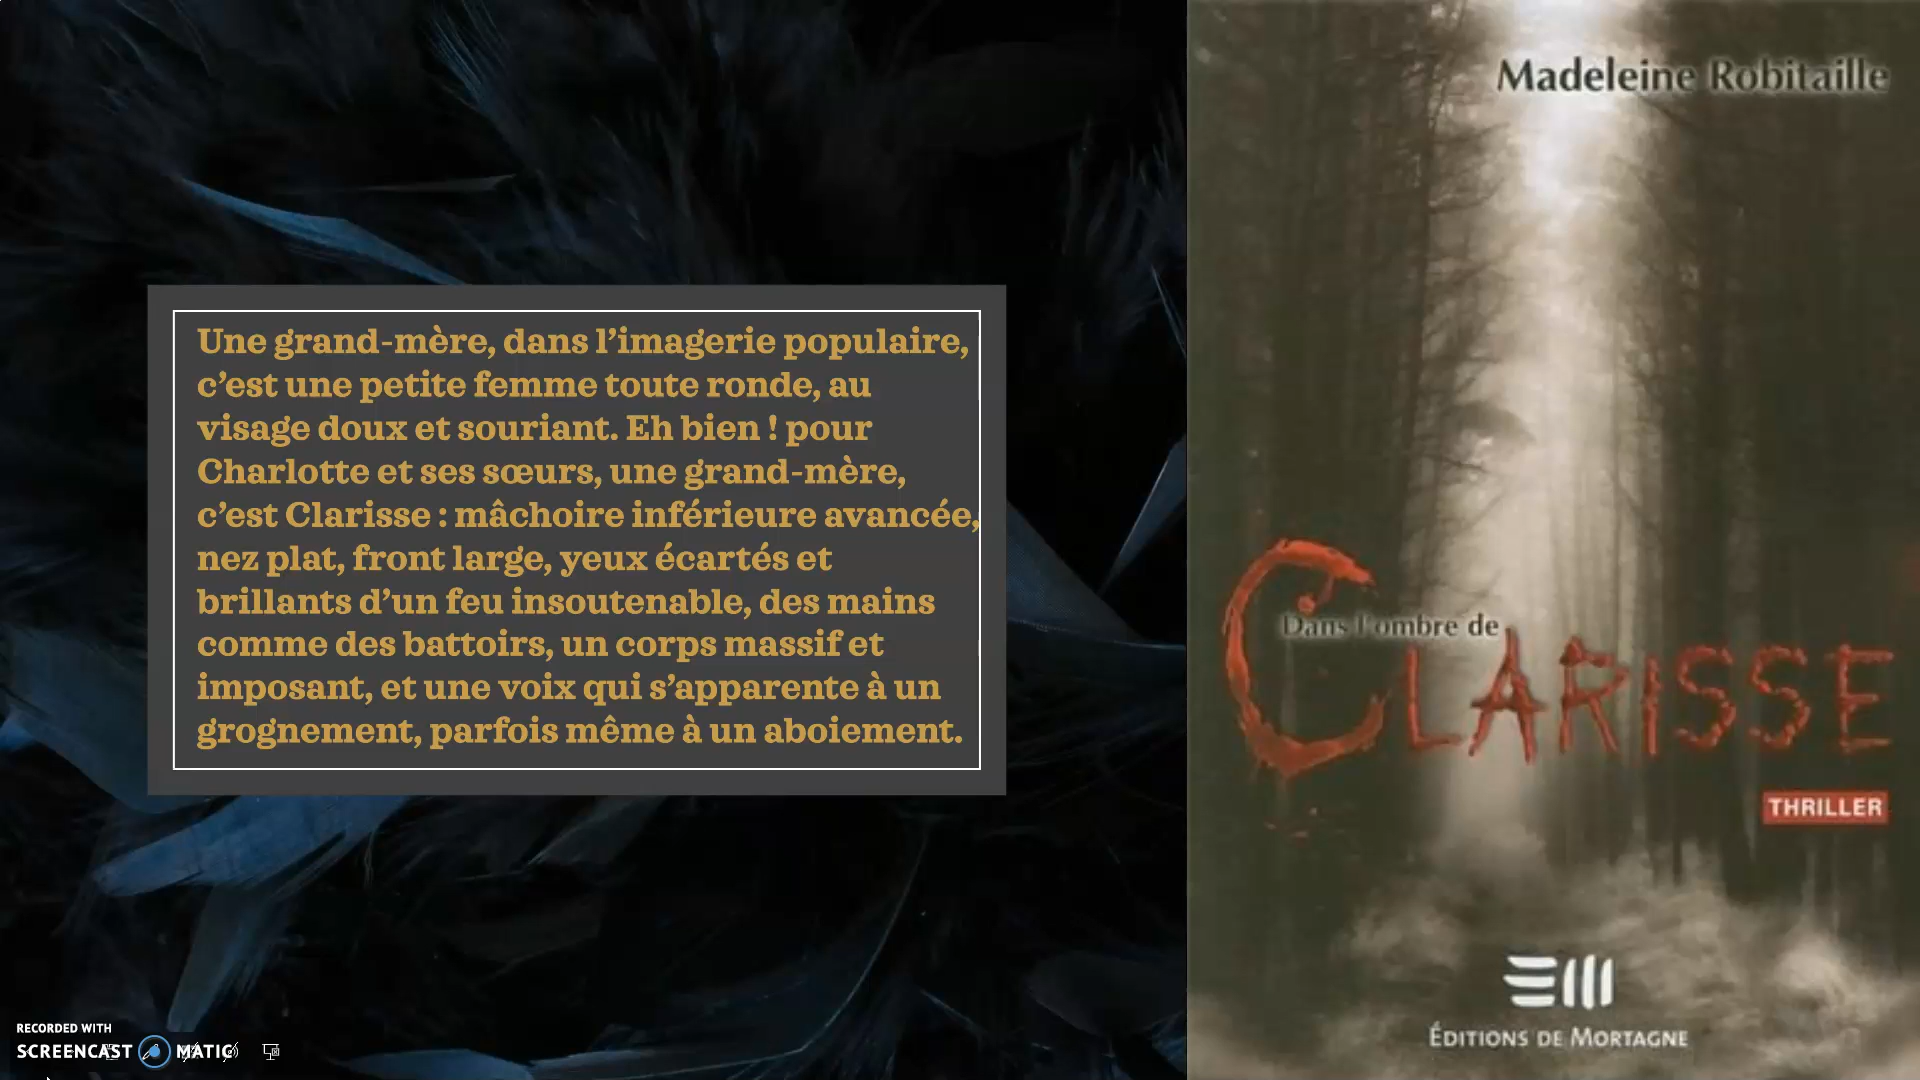 Une grand-mère, dans l’imagerie populaire,
c’est une petite femme toute ronde, au
visage doux et souriant. Eh bien ! pour
Charlotte et ses sœurs, une grand-mère,
c’est Clarisse : mâchoire inférieure avancée,
nez plat, front large, yeux écartés et
brillants d’un feu insoutenable, des mains
comme des battoirs, un corps massif et
imposant, et une voix qui s’apparente à un
grognement, parfois même à un aboiement.
Madeleine Robitaille
Dans l'ombre de
CLARISSE
THRILLER
ÉDITIONS DE MORTAGNE
RECORDED WITH
SCREENCAST MATIC